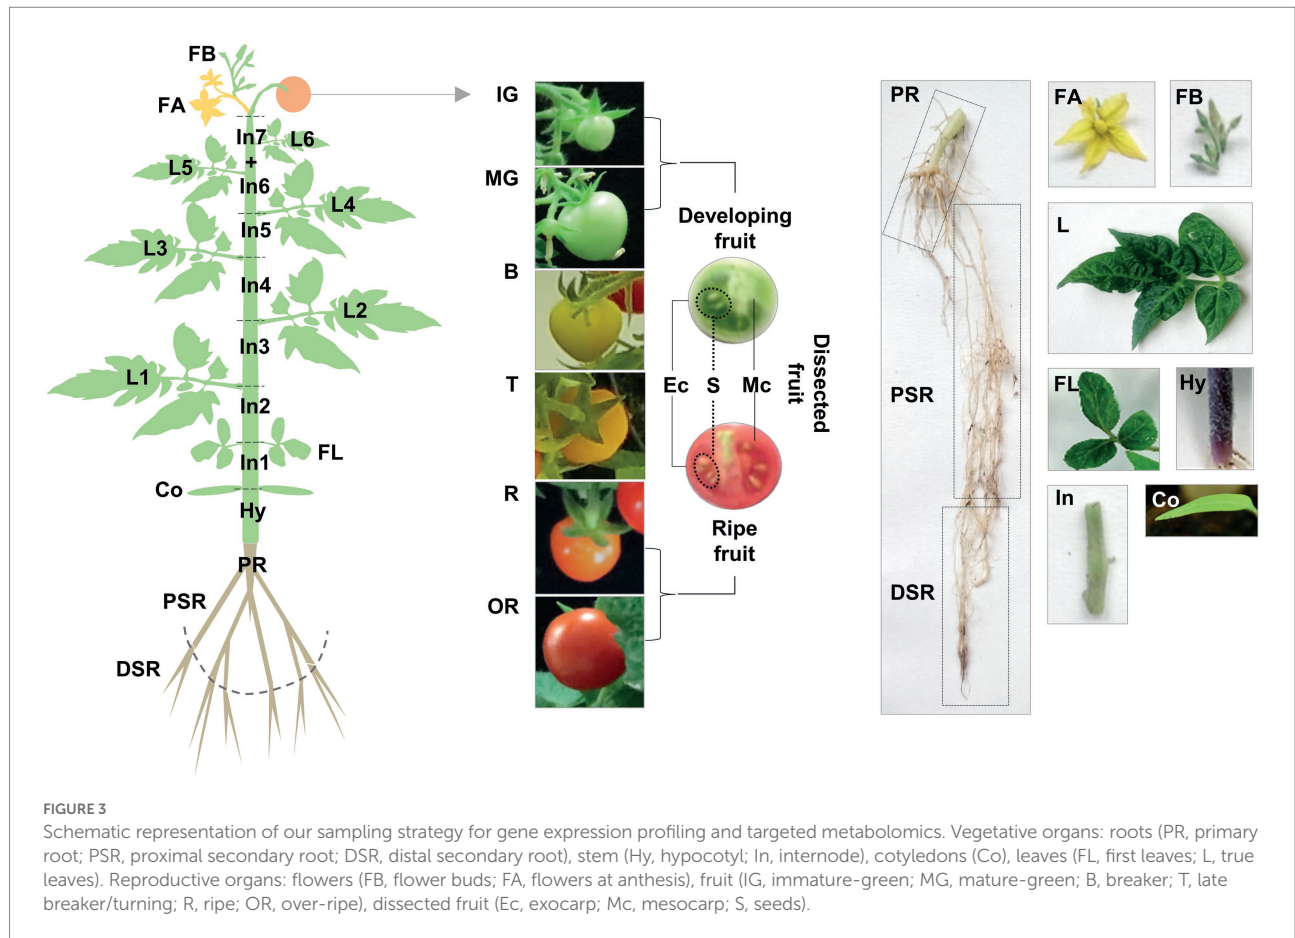 FB
FA
In7
L6
+
L5
In6
L4
In5
L3
In4
L2
In3
L1
In2
FL
In1
Co
Hy
PR
PSR
DSR
IG
MG
B
T
R
OR
Developing
fruit
Ec
S
Mc
Dissected
fruit
Ripe
fruit
PR
PSR
DSR
FA
FB
L
FL
Hy
In
Co
FIGURE 3
Schematic representation of our sampling strategy for gene expression profiling and targeted metabolomics. Vegetative organs: roots (PR, primary
root; PSR, proximal secondary root; DSR, distal secondary root), stem (Hy, hypocotyl; In, internode), cotyledons (Co), leaves (FL, first leaves; L, true
leaves). Reproductive organs: flowers (FB, flower buds; FA, flowers at anthesis), fruit (IG, immature-green; MG, mature-green; B, breaker; T, late
breaker/turning; R, ripe; OR, over-ripe), dissected fruit (Ec, exocarp; Mc, mesocarp; S, seeds).